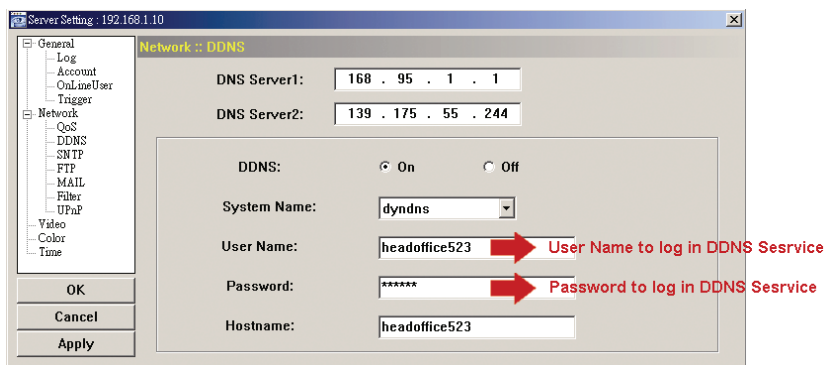 Server Setting : 192.168.1.10
General
Log
Account
OnLineUser
Trigger
Network
QoS
DDNS
SNTP
FTP
MAIL
Filter
UPnP
Video
Color
Time
OK
Cancel
Apply
Network :: DDNS
DNS Server1: 168 . 95 . 1 . 1
DNS Server2: 139 . 175 . 55 . 244
DDNS: On Off
System Name: dyndns
User Name: headoffice523 User Name to log in DDNS Sesrvice
Password: ****** Password to log in DDNS Sesrvice
Hostname: headoffice523